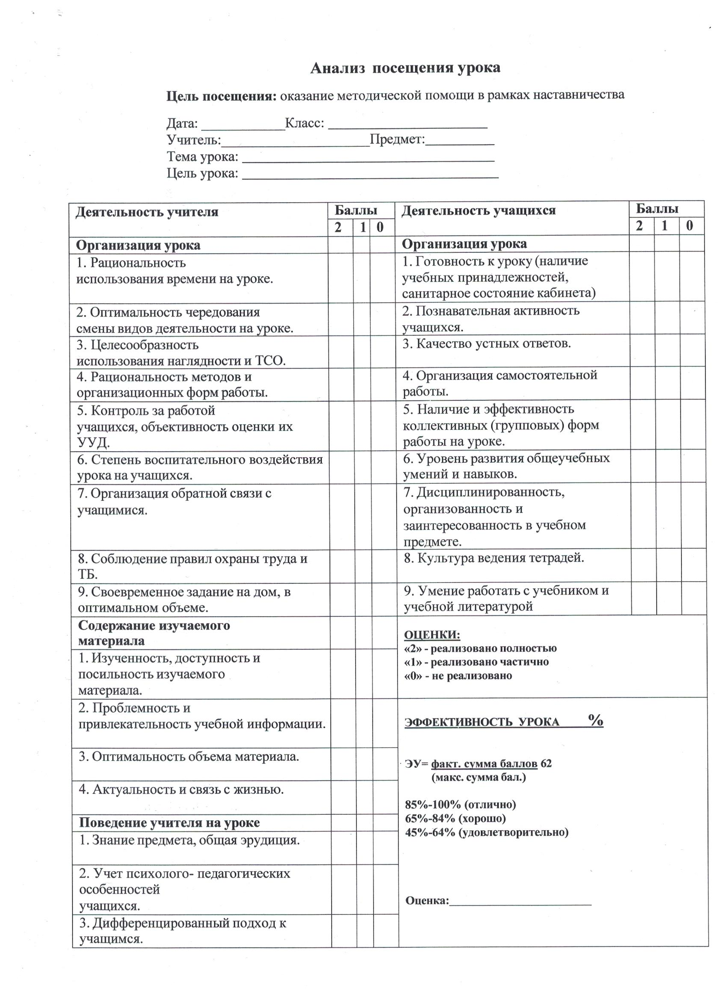 Анализ посещения урока
Цель посещения: оказание методической помощи в рамках наставничества
Дата: ____________Класс: _______________________
Учитель:_____________________Предмет:__________
Тема урока: ____________________________________
Цель урока: _____________________________________
Деятельность учителя
Баллы
2 1 0
Деятельность учащихся
Баллы
2 1 0
Организация урока
Организация урока
1. Рациональность
использования времени на уроке.
1. Готовность к уроку (наличие
учебных принадлежностей,
санитарное состояние кабинета)
2. Оптимальность чередования
смены видов деятельности на уроке.
2. Познавательная активность
учащихся.
3. Целесообразность
использования наглядности и ТСО.
3. Качество устных ответов.
4. Рациональность методов и
организационных форм работы.
4. Организация самостоятельной
работы.
5. Контроль за работой
учащихся, объективность оценки их
УУД.
5. Наличие и эффективность
коллективных (групповых) форм
работы на уроке.
6. Степень воспитательного воздействия
урока на учащихся.
6. Уровень развития общеучебных
умений и навыков.
7. Организация обратной связи с
учащимися.
7. Дисциплинированность,
организованность и
заинтересованность в учебном
предмете.
8. Соблюдение правил охраны труда и
ТБ.
8. Культура ведения тетрадей.
9. Своевременное задание на дом, в
оптимальном объеме.
9. Умение работать с учебником и
учебной литературой
Содержание изучаемого
материала
1. Изученность, доступность и
посильность изучаемого
материала.
ОЦЕНКИ:
«2» - реализовано полностью
«1» - реализовано частично
«0» - не реализовано
2. Проблемность и
привлекательность учебной информации.
3. Оптимальность объема материала.
4. Актуальность и связь с жизнью.
Поведение учителя на уроке
1. Знание предмета, общая эрудиция.
2. Учет психолого- педагогических
особенностей
учащихся.
3. Дифференцированный подход к
учащимся.
ЭФФЕКТИВНОСТЬ УРОКА %
ЭУ= факт. сумма баллов 62
(макс. сумма бал.)
85%-100% (отлично)
65%-84% (хорошо)
45%-64% (удовлетворительно)
Оценка:_________________________